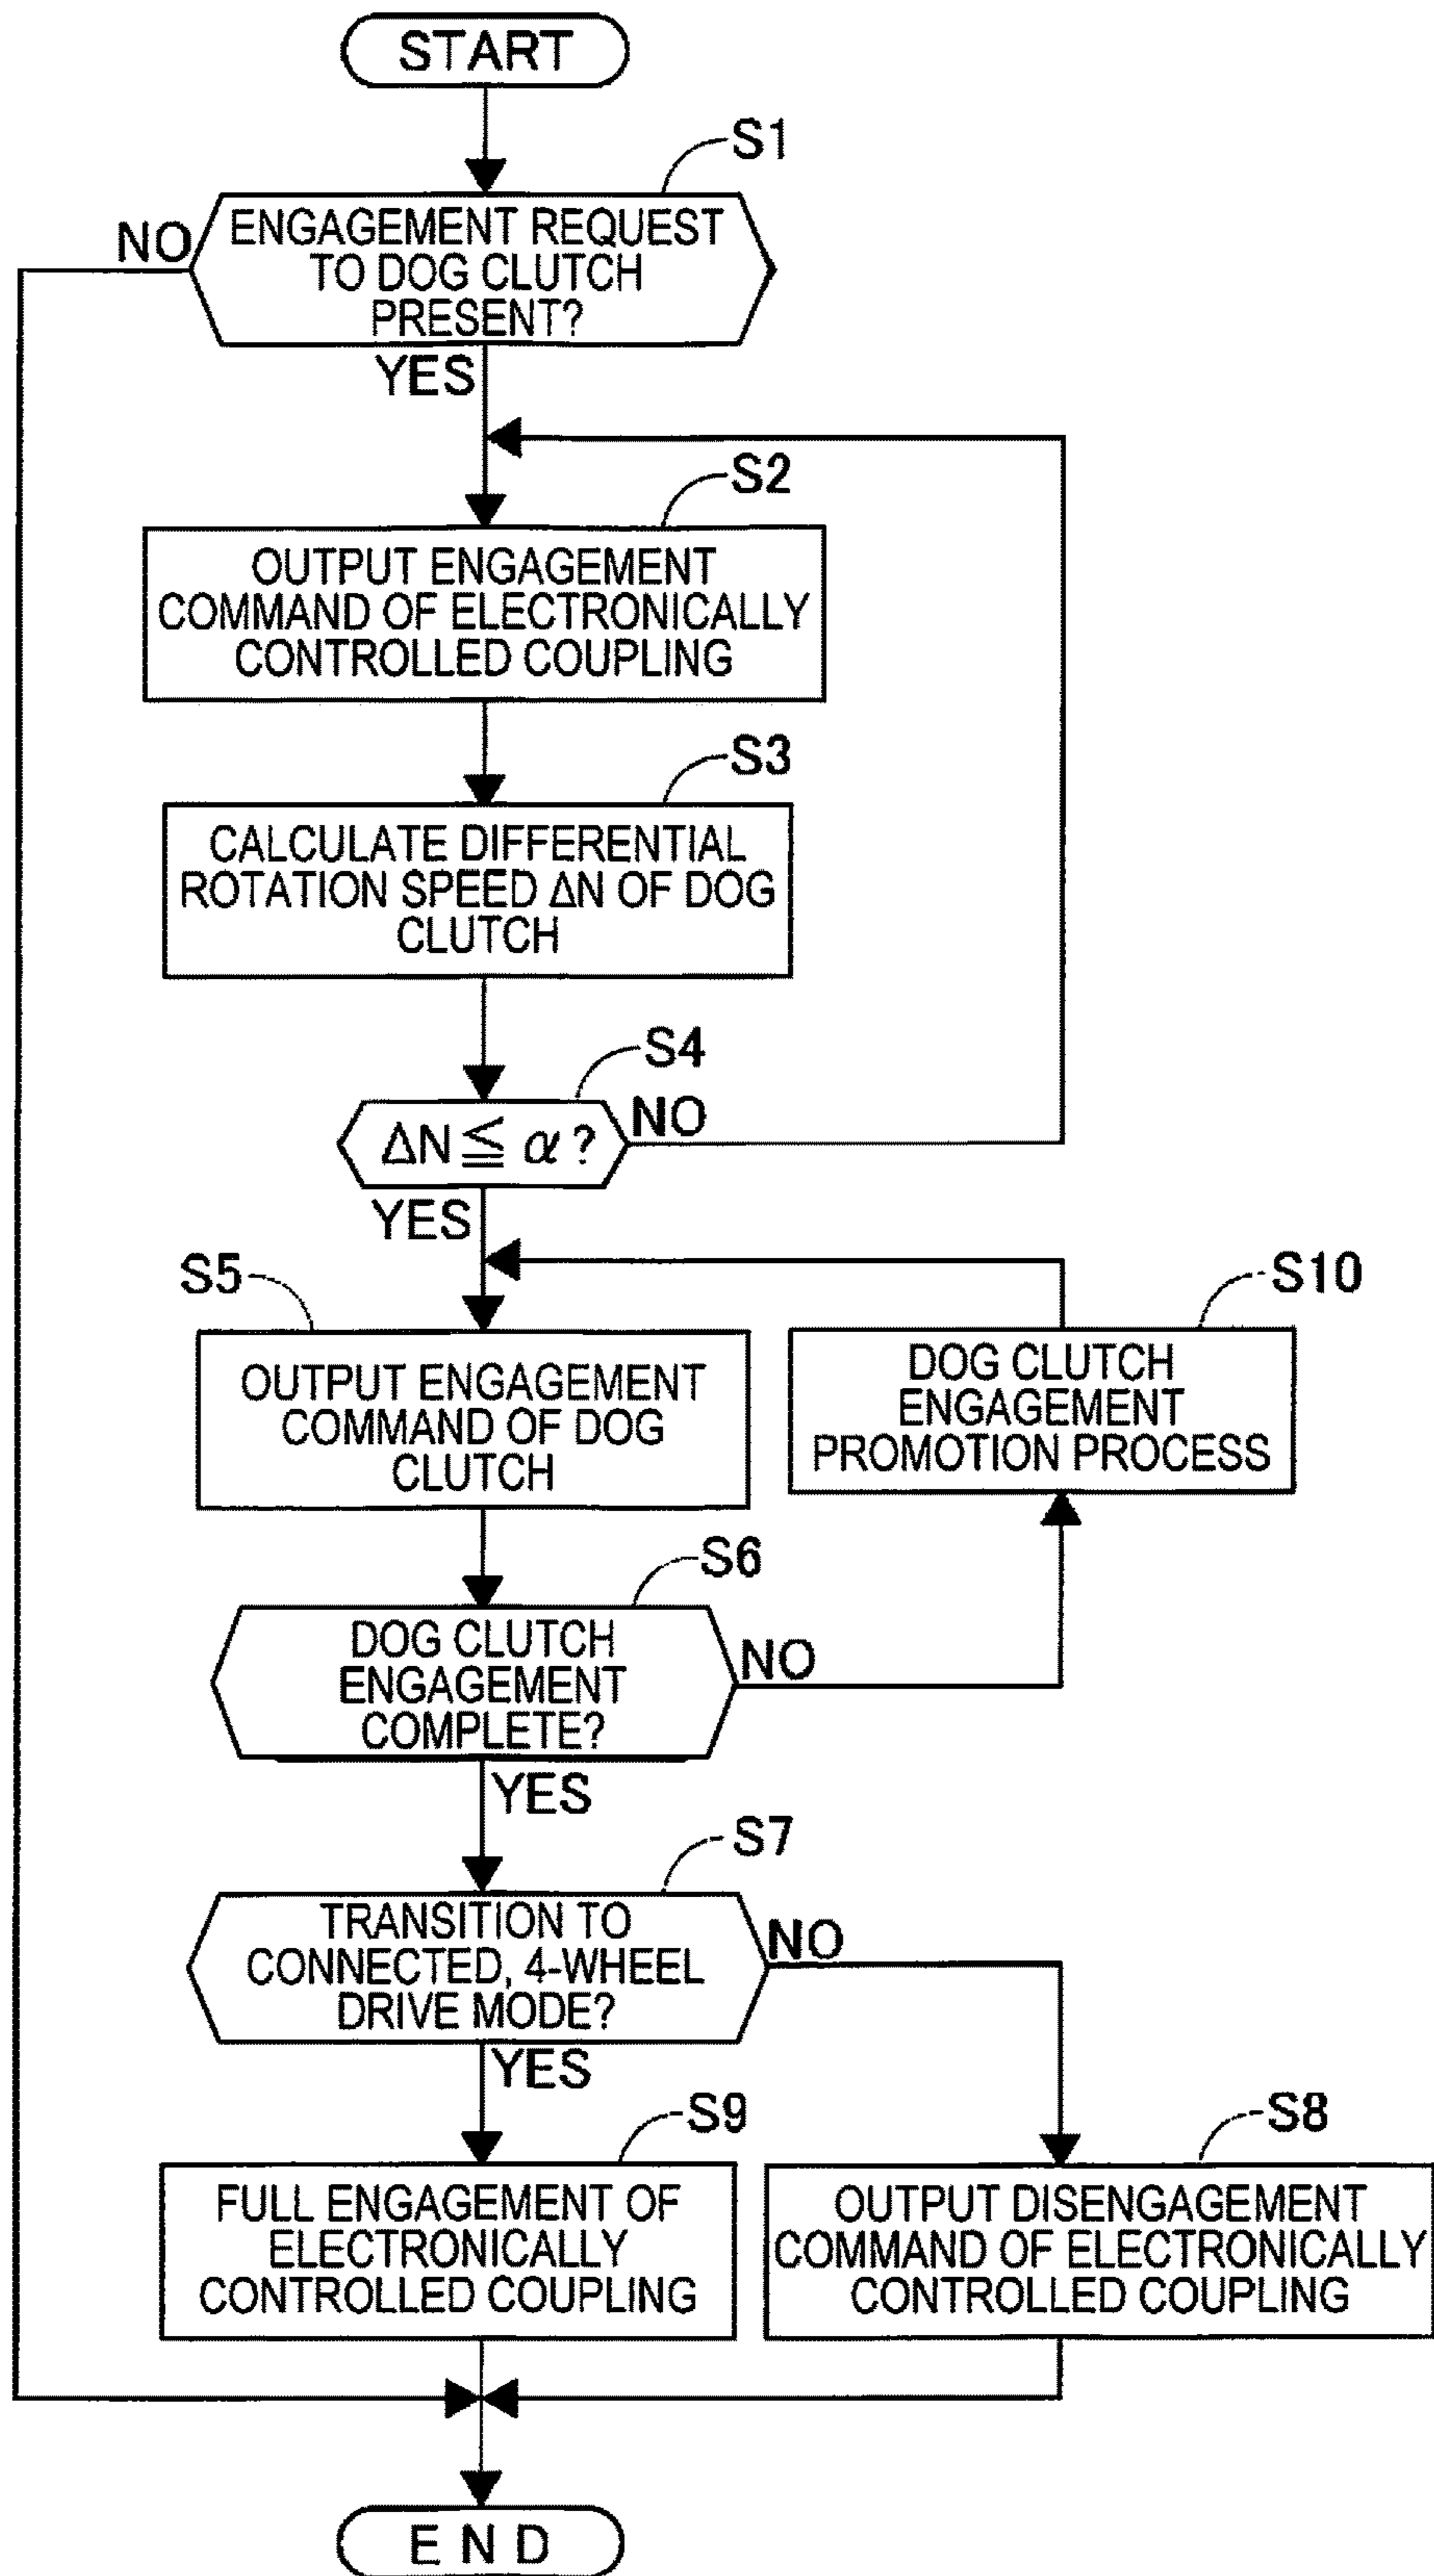 START
S1
NO
ENGAGEMENT REQUEST
TO DOG CLUTCH
PRESENT?
YES
S2
OUTPUT ENGAGEMENT
COMMAND OF ELECTRONICALLY
CONTROLLED COUPLING
S3
CALCULATE DIFFERENTIAL
ROTATION SPEED ΔN OF DOG
CLUTCH
S4
ΔN ≦ α ?
NO
YES
S5
S10
OUTPUT ENGAGEMENT
COMMAND OF DOG
CLUTCH
DOG CLUTCH
ENGAGEMENT
PROMOTION PROCESS
S6
DOG CLUTCH
ENGAGEMENT
COMPLETE?
NO
YES
S7
TRANSITION TO
CONNECTED, 4-WHEEL
DRIVE MODE?
NO
YES
S9
S8
FULL ENGAGEMENT OF
ELECTRONICALLY
CONTROLLED COUPLING
OUTPUT DISENGAGEMENT
COMMAND OF ELECTRONICALLY
CONTROLLED COUPLING
END